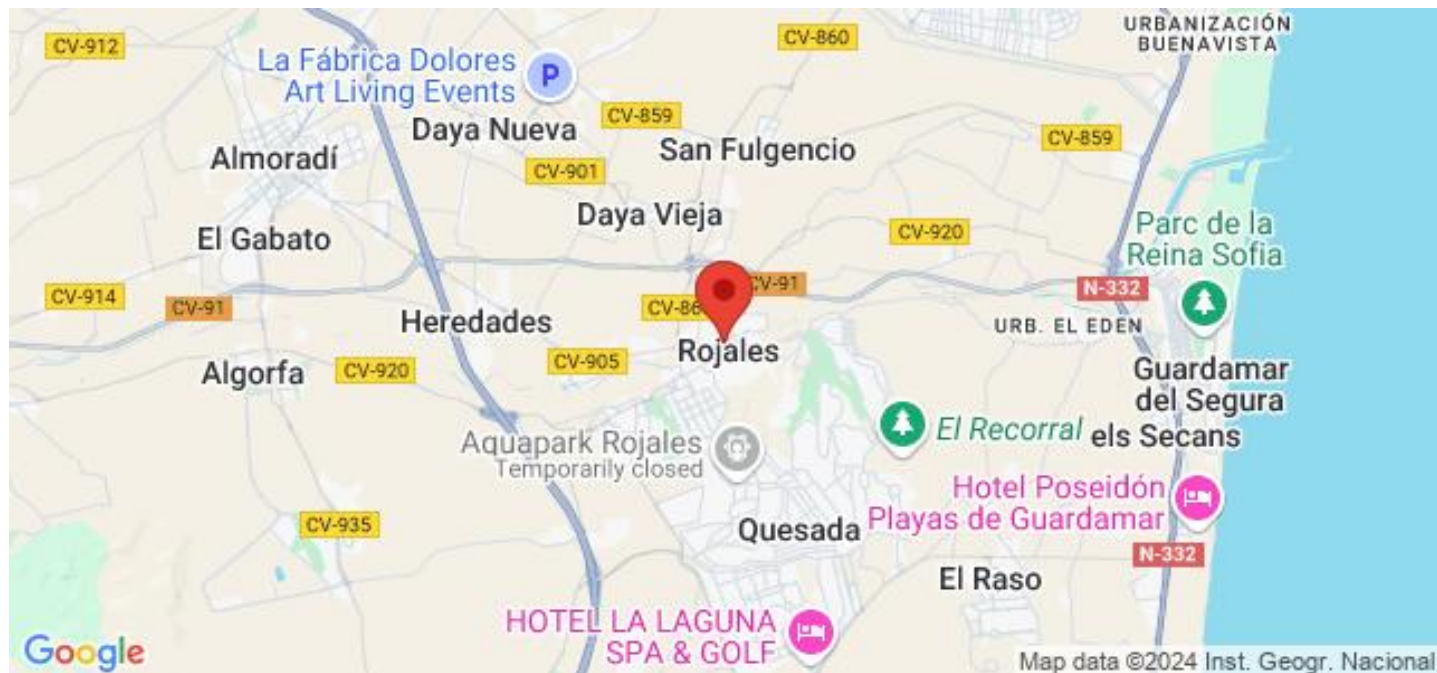 URBANIZACIÓN
BUENAVISTA
CV-912
CV-860
La Fábrica Dolores
Art Living Events
P
CV-859
Daya Nueva
CV-859
San Fulgencio
Almoradí
CV-901
Daya Vieja
Parc de la
Reina Sofia
El Gabato
CV-920
CV-91
N-332
CV-914
CV-91
Heredades
URB. EL EDEN
Rojales
CV-905
Algorfa
CV-920
Guardamar
del Segura
El Recorral
els Secans
Aquapark Rojales
Temporarily closed
Hotel Poseidón
Playas de Guardamar
CV-935
Quesada
N-332
El Raso
HOTEL LA LAGUNA
SPA & GOLF
Google
Map data ©2024 Inst. Geogr. Nacional